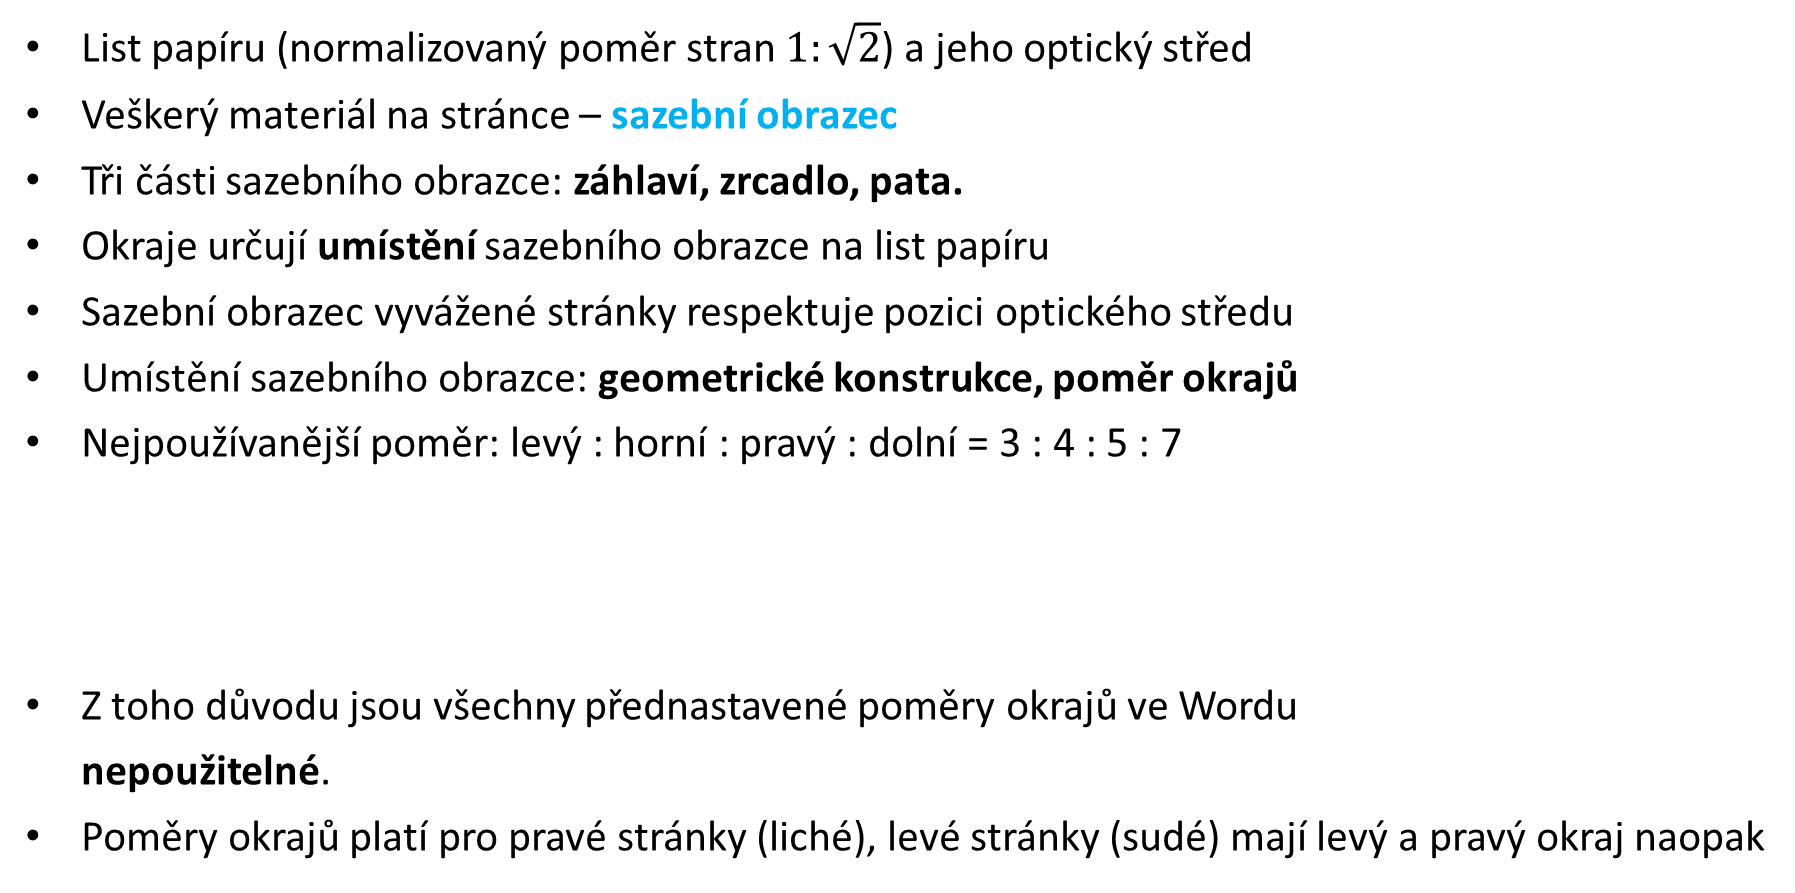 • List papíru (normalizovaný poměr stran 1:√2) a jeho optický střed
• Veškerý materiál na stránce – sazební obrazec
• Tři části sazebního obrazce: záhlaví, zrcadlo, pata.
• Okraje určují umístění sazebního obrazce na list papíru
• Sazební obrazec vyvážené stránky respektuje pozici optického středu
• Umístění sazebního obrazce: geometrické konstrukce, poměr okrajů
• Nejpoužívanější poměr: levý : horní : pravý : dolní = 3 : 4 : 5 : 7
• Z toho důvodu jsou všechny přednastavené poměry okrajů ve Wordu
nepoužitelné.
• Poměry okrajů platí pro pravé stránky (liché), levé stránky (sudé) mají levý a pravý okraj naopak